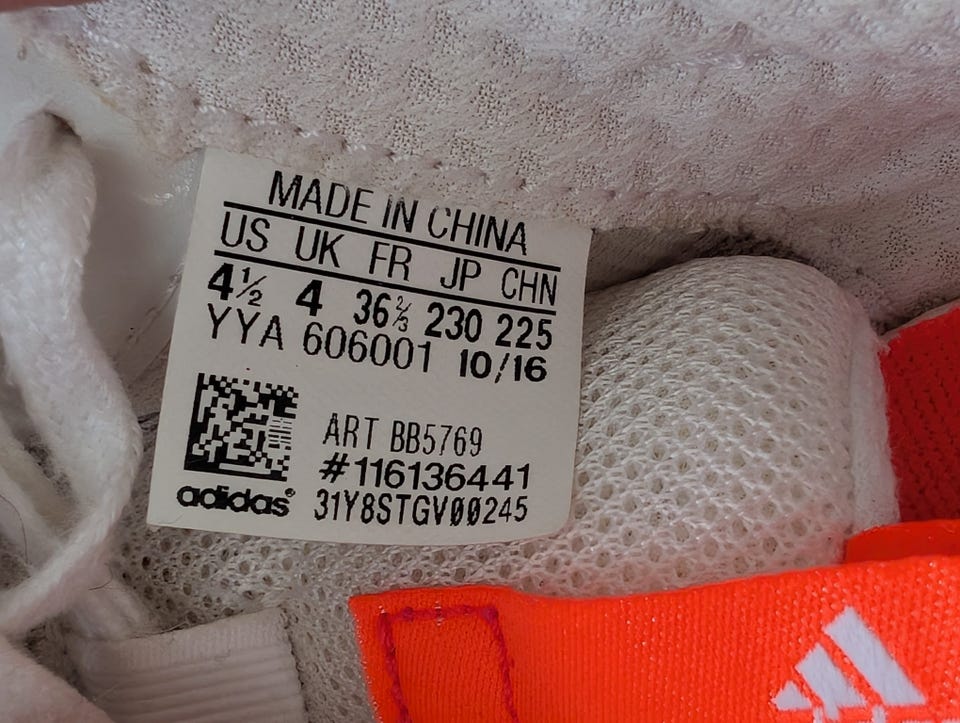 MADE IN CHINA
US UK FR JP CHN
4½ 4 36⅔ 230 225
YYA 606001 10/16
ART BB5769
#116136441
adidas® 31Y8STGV00245